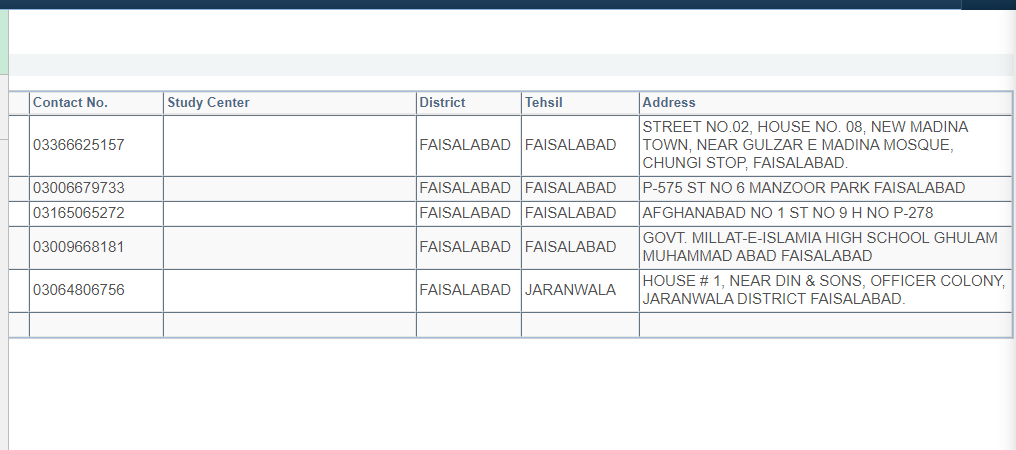 Contact No. Study Center District Tehsil Address
03366625157 FAISALABAD FAISALABAD STREET NO.02, HOUSE NO. 08, NEW MADINA
TOWN, NEAR GULZAR E MADINA MOSQUE,
CHUNGI STOP, FAISALABAD.
03006679733 FAISALABAD FAISALABAD P-575 ST NO 6 MANZOOR PARK FAISALABAD
03165065272 FAISALABAD FAISALABAD AFGHANABAD NO 1 ST NO 9 H NO P-278
03009668181 FAISALABAD FAISALABAD GOVT. MILLAT-E-ISLAMIA HIGH SCHOOL GHULAM
MUHAMMAD ABAD FAISALABAD
03064806756 FAISALABAD JARANWALA HOUSE # 1, NEAR DIN & SONS, OFFICER COLONY,
JARANWALA DISTRICT FAISALABAD.